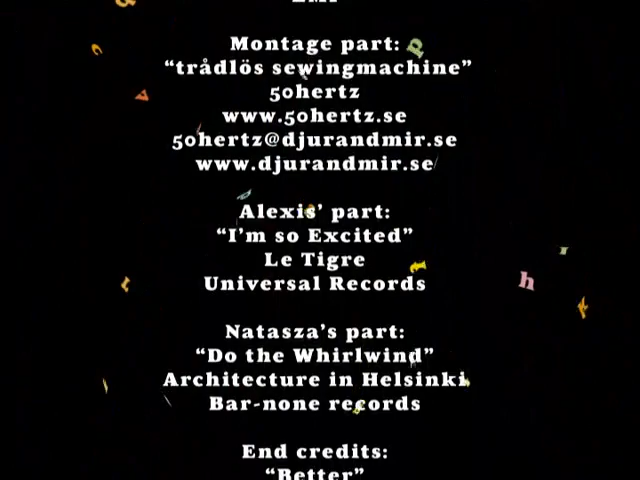 Montage part:
“trådlös sewingmachine”
50hertz
www.50hertz.se
50hertz@djurandmir.se
www.djurandmir.se
Alexis’ part:
“I’m so Excited”
Le Tigre
Universal Records
Natasza’s part:
“Do the Whirlwind”
Architecture in Helsinki
Bar-none records
End credits:
“Better”